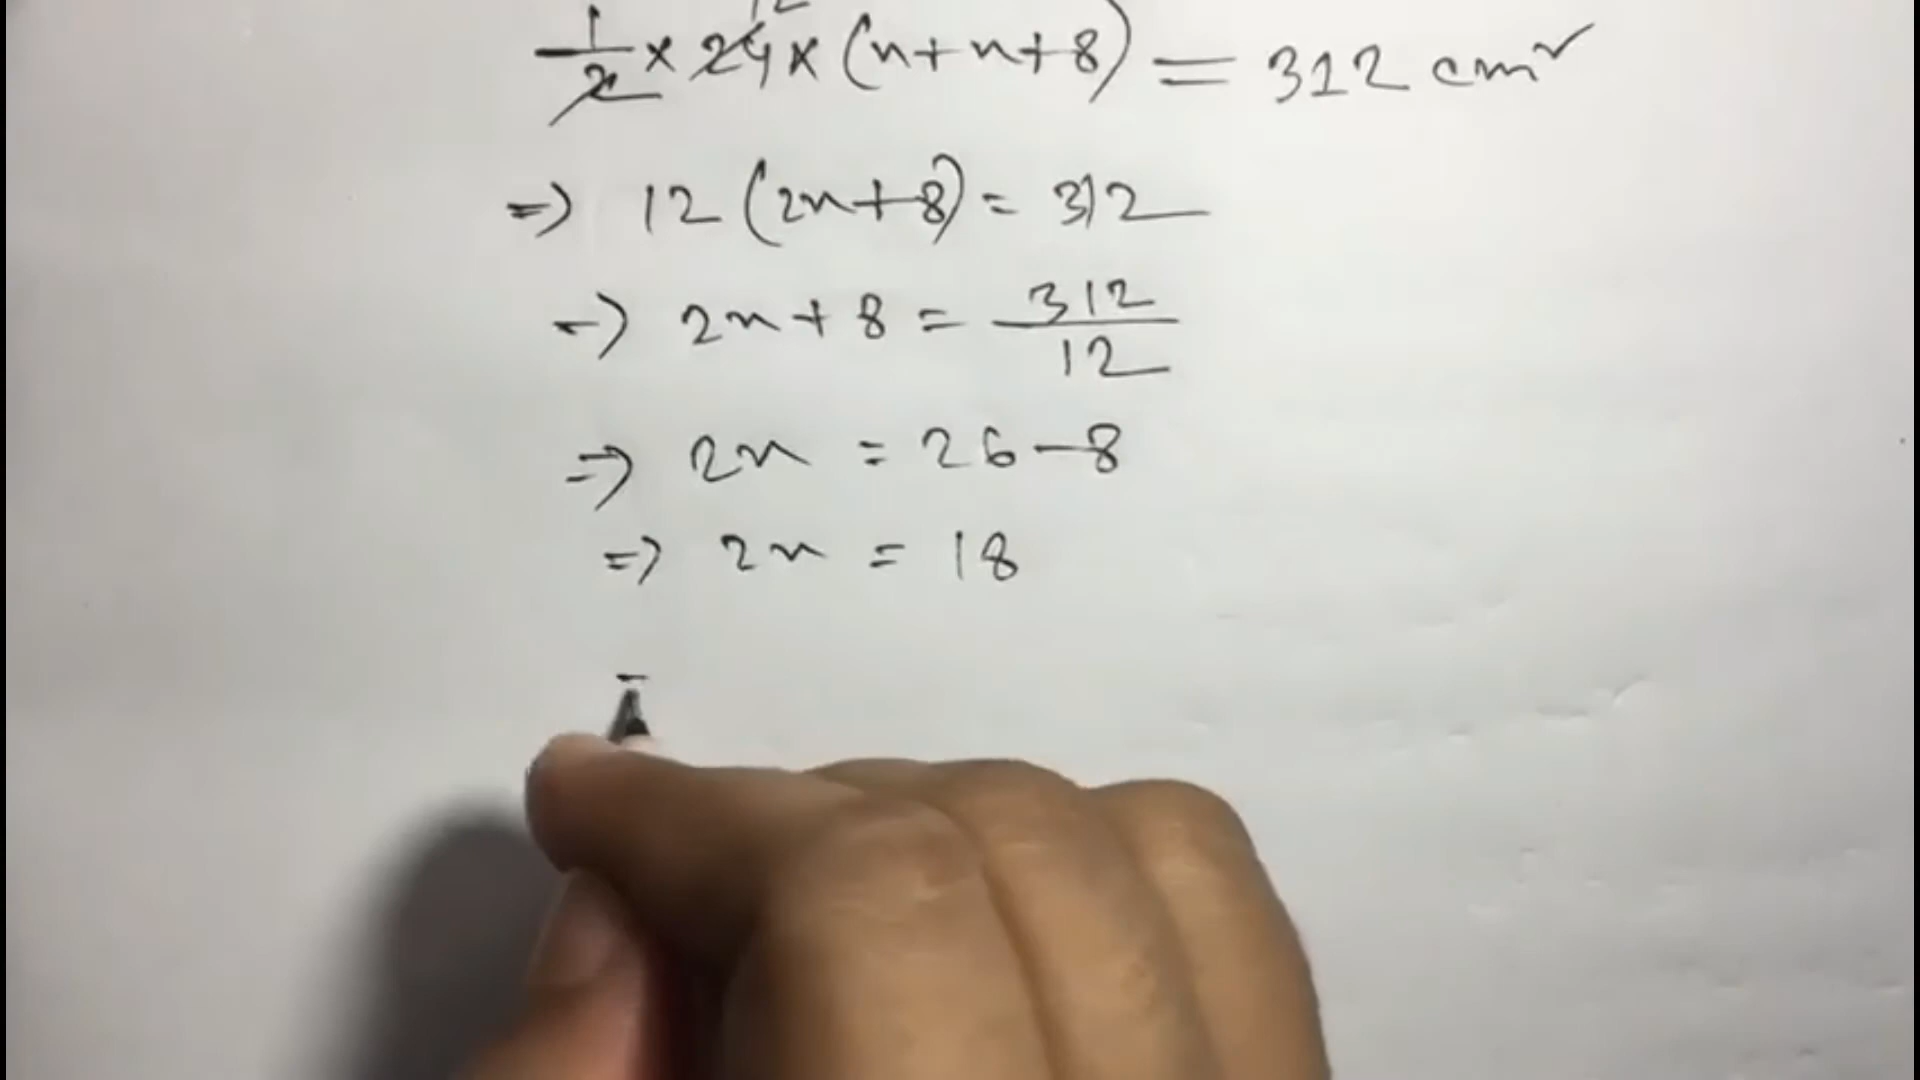 1/2 × 24 × (x+x+8) = 312 cm²
=> 12 (2x+8) = 312
=> 2x+8 = 312/12
=> 2x = 26-8
=> 2x = 18